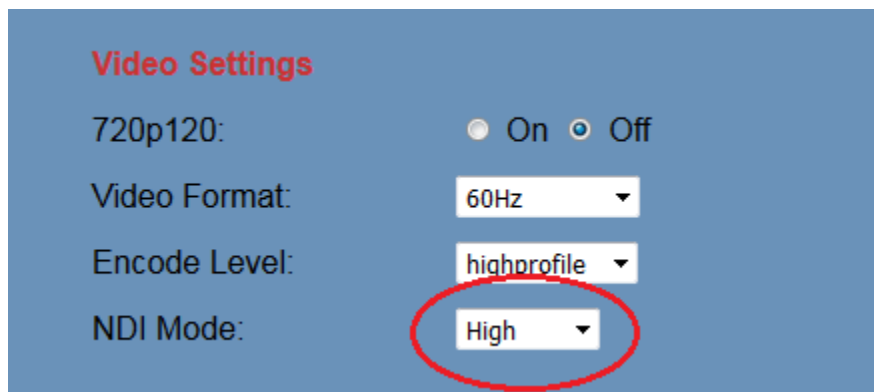 Video Settings
720p120: On Off
Video Format: 60Hz
Encode Level: highprofile
NDI Mode: High